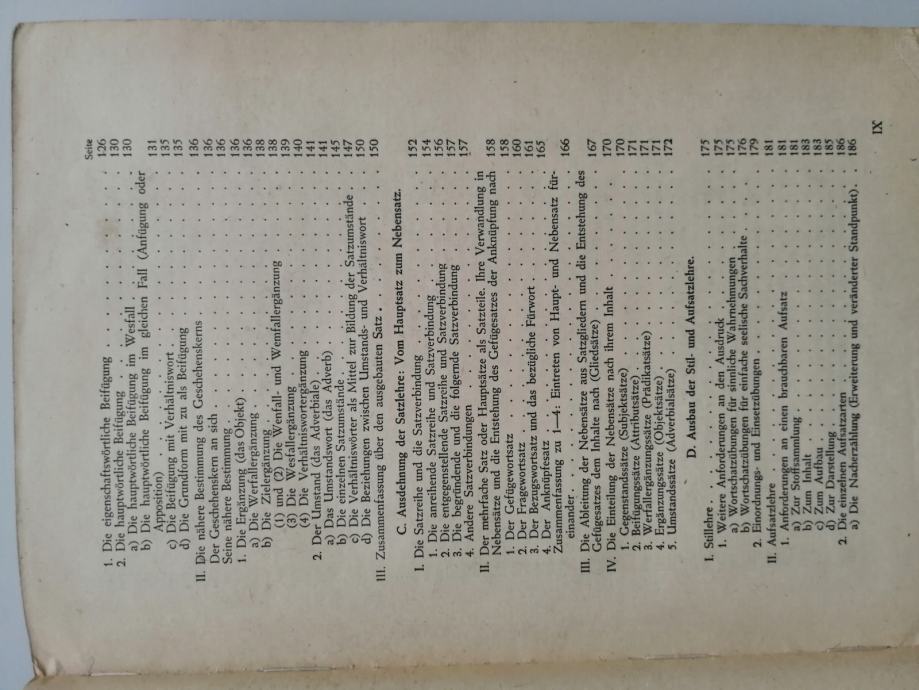 Seite
1. Die eigenschaftswörtliche Beifügung . . . . . . . 126
2. Die hauptwörtliche Beifügung . . . . . . . 130
a) Die hauptwörtliche Beifügung im Wesfall . . . . . . . 130
b) Die hauptwörtliche Beifügung im gleichen Fall (Anfügung oder
Apposition) . . . . . . . 131
c) Die Beifügung mit Verhältniswort . . . . . . . 135
d) Die Grundform mit zu als Beifügung . . . . . . . 135
II. Die nähere Bestimmung des Geschehenskerns . . . . . . . 136
Der Geschehenskern an sich . . . . . . . 136
Seine nähere Bestimmung . . . . . . . 136
1. Die Ergänzung (das Objekt) . . . . . . . 136
a) Die Werfallergänzung . . . . . . . 136
b) Die Zielergänzung . . . . . . . 138
(1) und (2) Die Wenfall- und Wemfallergänzung . . . . . . . 138
(3) Die Wesfallergänzung . . . . . . . 139
(4) Die Verhältniswortergänzung . . . . . . . 140
2. Der Umstand (das Adverbiale) . . . . . . . 141
a) Das Umstandswort (das Adverb) . . . . . . . 141
b) Die einzelnen Satzumstände . . . . . . . 145
c) Verhältniswörter als Mittel zur Bildung der Satzumstände . . 147
d) Beziehungen zwischen Umstands- und Verhältniswort . . . 150
III. Zusammenfassung über den ausgebauten Satz . . . . . . . 150
C. Ausdehnung der Satzlehre: Vom Hauptsatz zum Nebensatz.
I. Die Satzreihe und die Satzverbindung . . . . . . . 152
1. Die anreihende Satzreihe und Satzverbindung . . . . . . . 154
2. Die entgegenstellende Satzreihe und Satzverbindung . . . . . . . 156
3. Die begründende und die folgernde Satzverbindung . . . . . . . 157
4. Andere Satzverbindungen . . . . . . . 157
II. Der mehrfache Satz oder Hauptsätze als Satzteile. Ihre Verwandlung in
Nebensätze und die Entstehung des Gefügesatzes der Anknüpfung nach 158
1. Der Gefügewortsatz . . . . . . . 158
2. Der Fragewortsatz . . . . . . . 160
3. Der Bezugswortsatz und das bezügliche Fürwort . . . . . . . 161
4. Der Anknüpfesatz . . . . . . . 165
Zusammenfassung zu 1—4: Eintreten von Haupt- und Nebensatz für-
einander . . . . . . . 166
III. Die Ableitung der Nebensätze aus Satzgliedern und die Entstehung des
Gefügesatzes dem Inhalte nach (Gliedsätze) . . . . . . . 167
IV. Die Einteilung der Nebensätze nach ihrem Inhalt . . . . . . . 170
1. Gegenstandssätze (Subjektsätze) . . . . . . . 170
2. Beifügungssätze (Attributsätze) . . . . . . . 171
3. Werfallergänzungssätze (Prädikatsätze) . . . . . . . 171
4. Ergänzungssätze (Objektsätze) . . . . . . . 171
5. Umstandssätze (Adverbialsätze) . . . . . . . 172
D. Ausbau der Stil- und Aufsatzlehre.
I. Stillehre . . . . . . . 175
1. Weitere Anforderungen an den Ausdruck . . . . . . . 175
a) Wortschatzübungen für sinnliche Wahrnehmungen . . . . . . . 175
b) Wortschatzübungen für einfache seelische Sachverhalte . . . . . . . 176
2. Einordnungs- und Einsetzübungen . . . . . . . 179
II. Aufsatzlehre . . . . . . . 181
1. Anforderungen an einen brauchbaren Aufsatz . . . . . . . 181
a) Zur Stoffsammlung . . . . . . . 181
b) Zum Inhalt . . . . . . . 183
c) Zum Aufbau . . . . . . . 183
d) Zur Darstellung . . . . . . . 185
2. Die einzelnen Aufsatzarten . . . . . . . 186
a) Die Nacherzählung (Erweiterung und veränderter Standpunkt) . . 186
IX